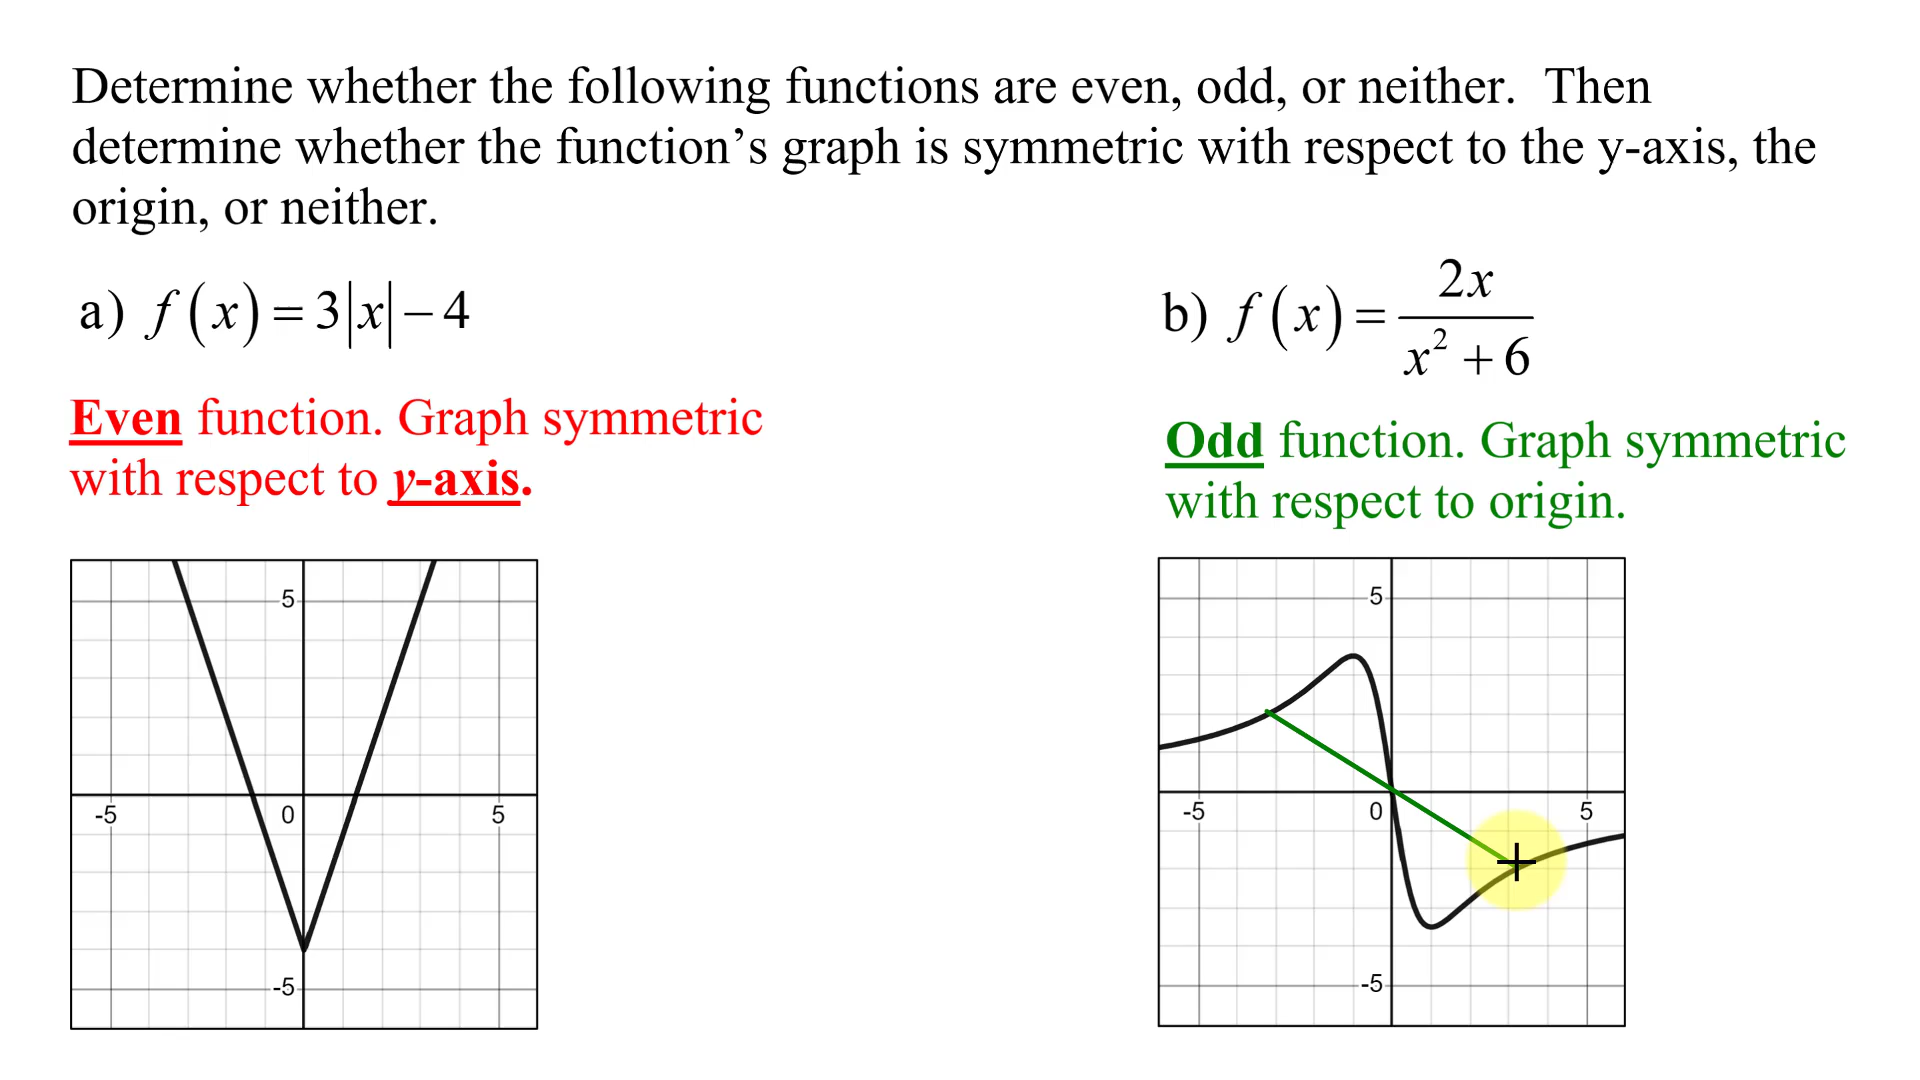 Determine whether the following functions are even, odd, or neither. Then
determine whether the function’s graph is symmetric with respect to the y-axis, the
origin, or neither.
a) f(x) = 3|x| − 4
b) f(x) = 2x / (x² + 6)
Even function. Graph symmetric
with respect to y-axis.
Odd function. Graph symmetric
with respect to origin.
5
-5 0 5
-5
5
-5 0 5
-5